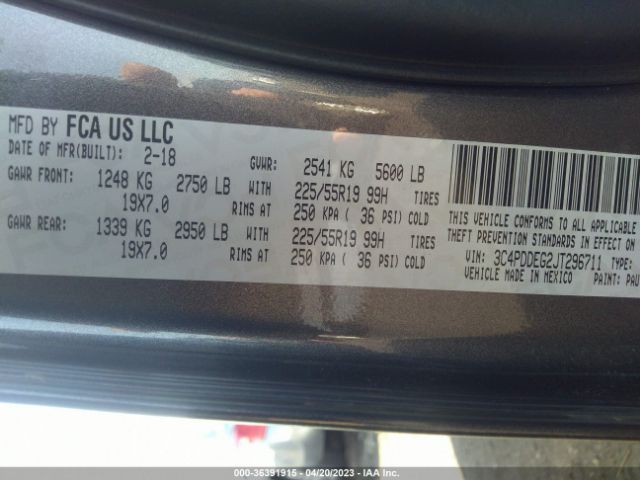 MFD BY FCA US LLC
DATE OF MFR(BUILT): 2-18 GVWR: 2541 KG 5600 LB
GAWR FRONT: 1248 KG 2750 LB WITH 225/55R19 99H TIRES
19X7.0 RIMS AT 250 KPA ( 36 PSI) COLD
GAWR REAR: 1339 KG 2950 LB WITH 225/55R19 99H TIRES
19X7.0 RIMS AT 250 KPA ( 36 PSI) COLD
THIS VEHICLE CONFORMS TO ALL APPLICABLE
THEFT PREVENTION STANDARDS IN EFFECT ON
VIN: 3C4PDDEG2JT296711 TYPE:
VEHICLE MADE IN MEXICO PAINT: PAU
000-36391915 - 04/20/2023 - IAA Inc.